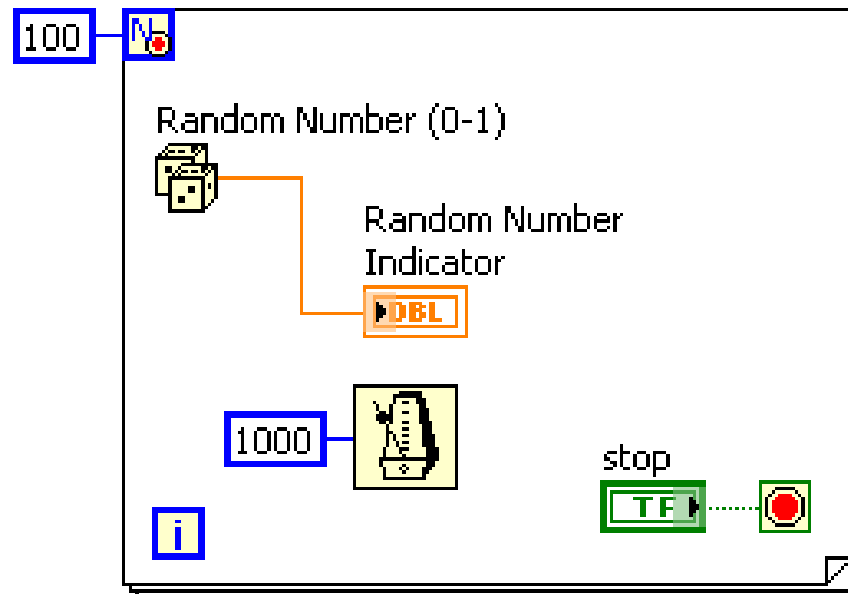 100
N
Random Number (0-1)
Random Number
Indicator
DBL
1000
stop
TF
i